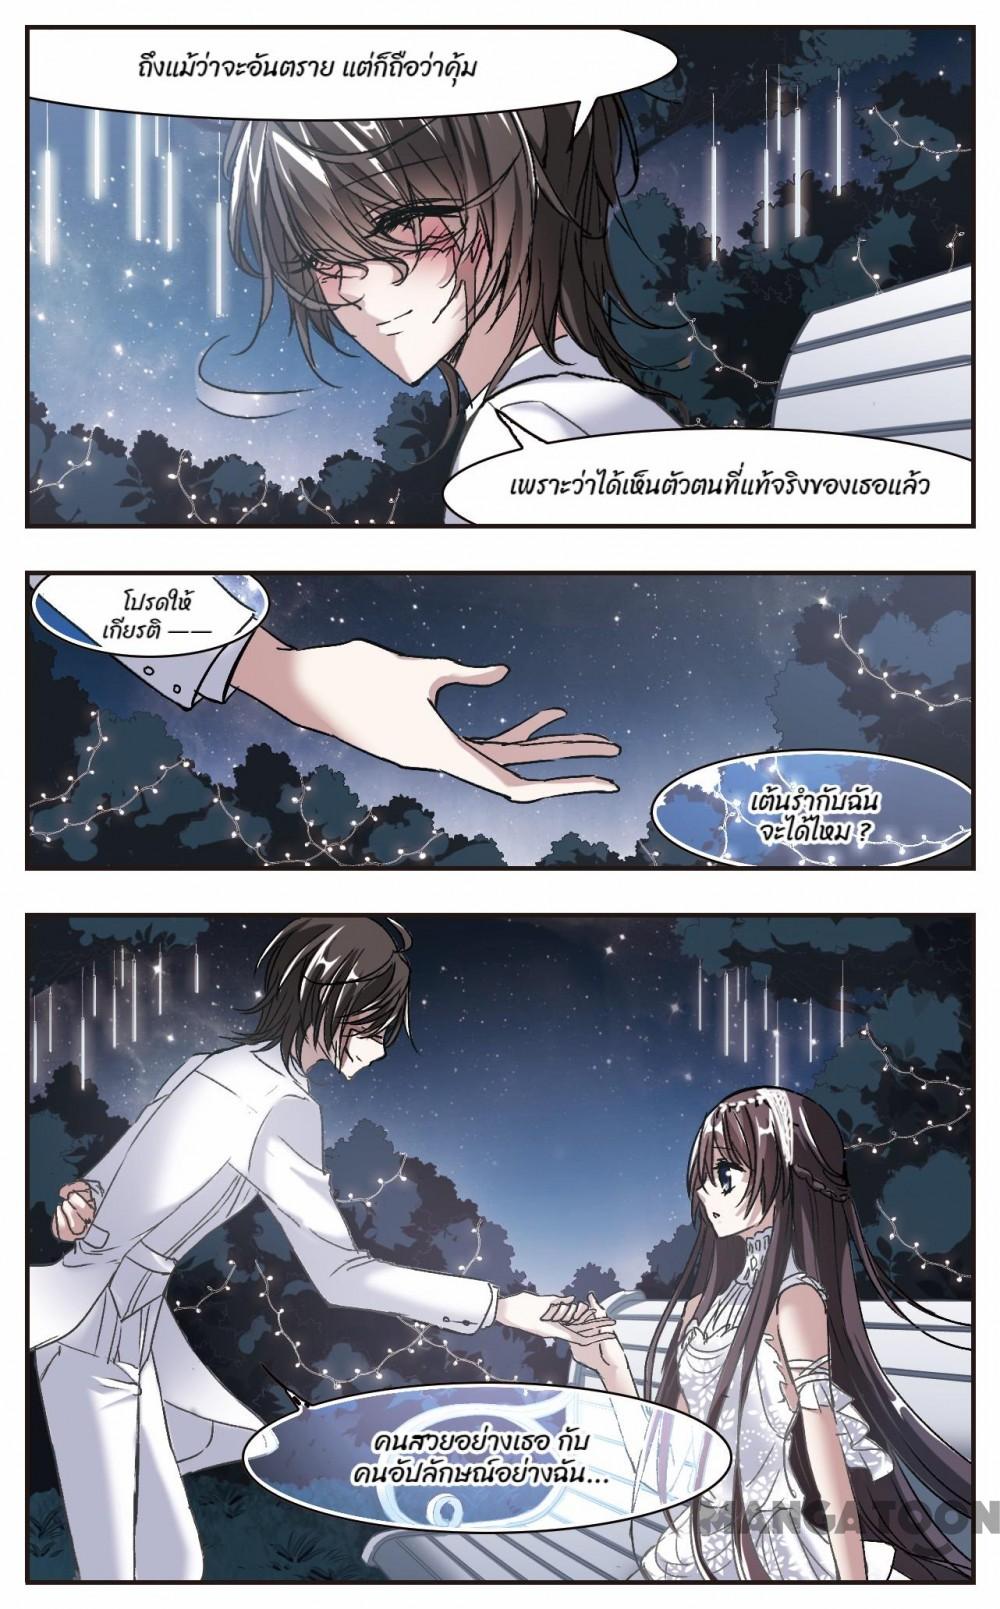 ถึงแม้ว่าจะอันตราย แต่ก็ถือว่าคุ้ม
เพราะว่าได้เห็นตัวตนที่แท้จริงของเธอแล้ว
โปรดให้
เกียรติ ——
เต้นรำกับฉัน
จะได้ไหม ?
คนสวยอย่างเธอ กับ
คนอัปลักษณ์อย่างฉัน...
MANGATOON